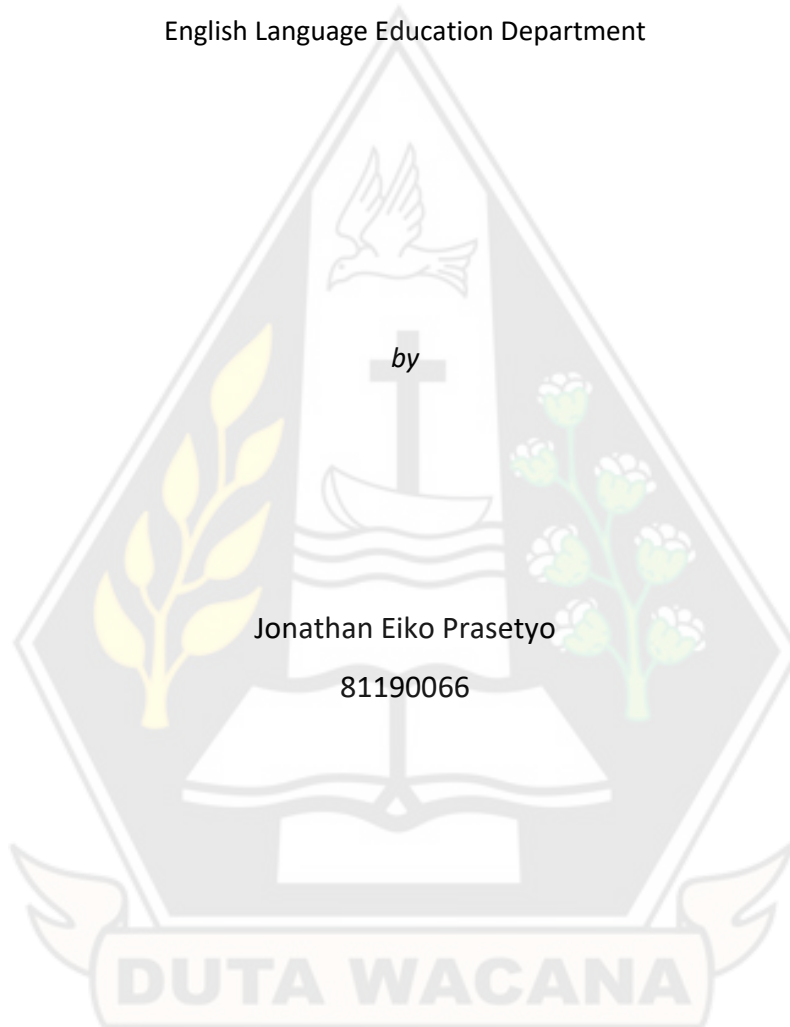 English Language Education Department
by
Jonathan Eiko Prasetyo
81190066
DUTA WACANA